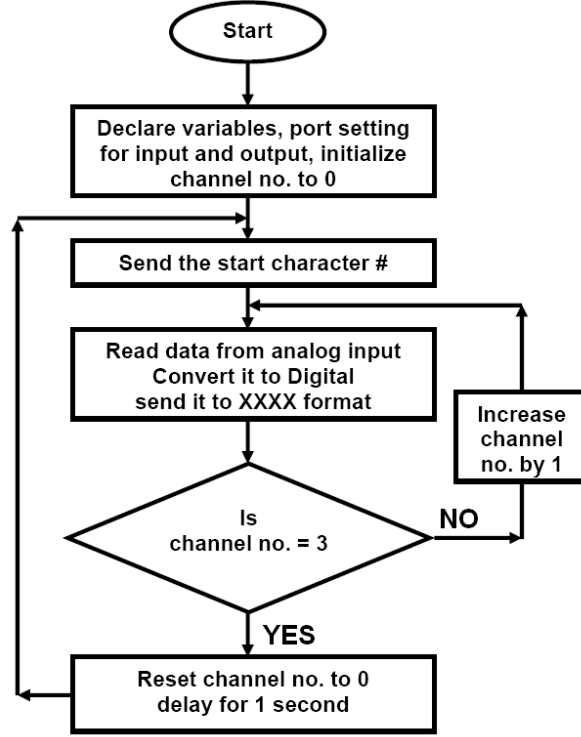 Start
Declare variables, port setting
for input and output, initialize
channel no. to 0
Send the start character #
Read data from analog input
Convert it to Digital
send it to XXXX format
Increase
channel
no. by 1
Is
channel no. = 3
NO
YES
Reset channel no. to 0
delay for 1 second